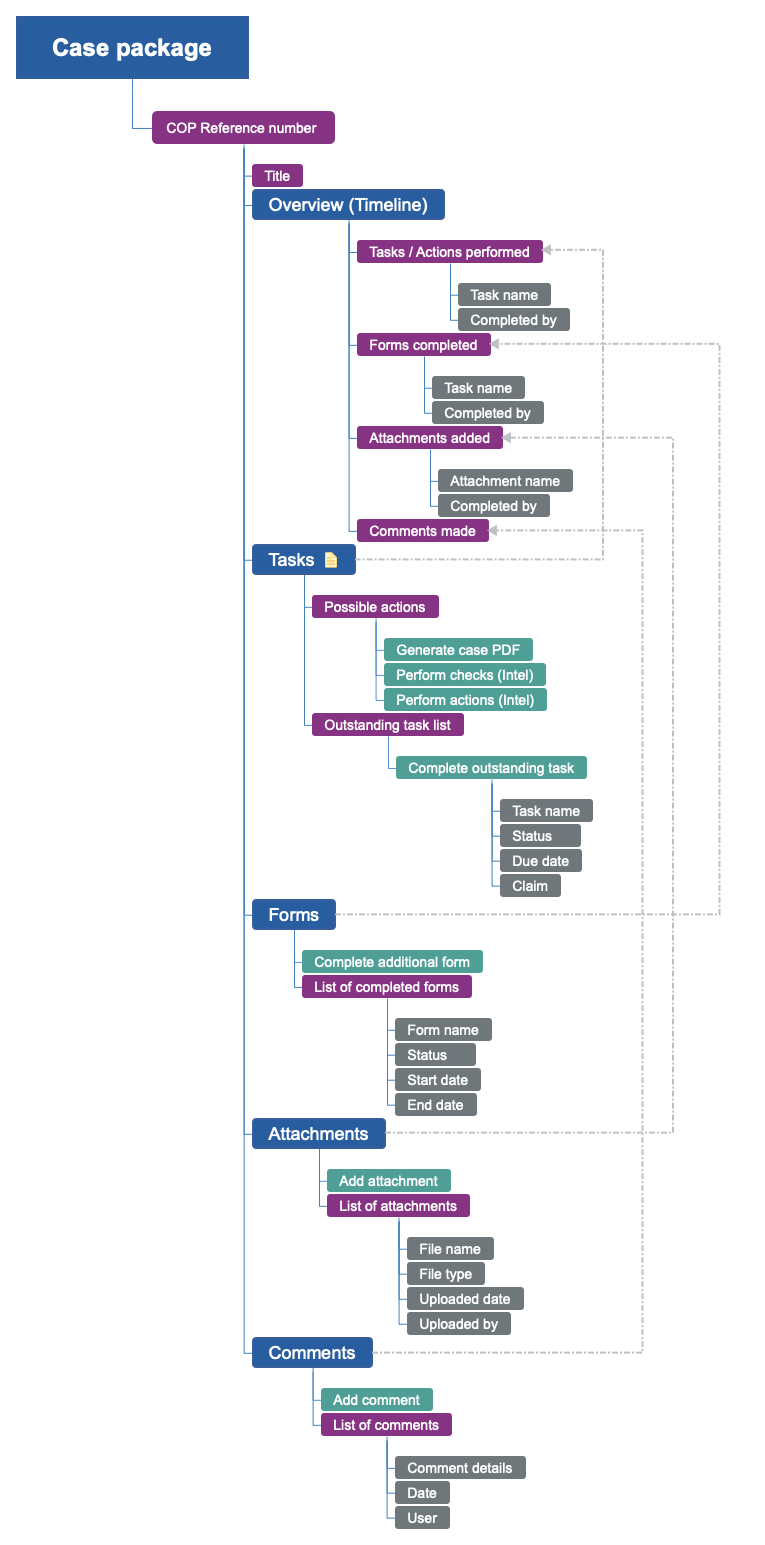 Case package
COP Reference number
Title
Overview (Timeline)
Tasks / Actions performed
Task name
Completed by
Forms completed
Task name
Completed by
Attachments added
Attachment name
Completed by
Comments made
Tasks
Possible actions
Generate case PDF
Perform checks (Intel)
Perform actions (Intel)
Outstanding task list
Complete outstanding task
Task name
Status
Due date
Claim
Forms
Complete additional form
List of completed forms
Form name
Status
Start date
End date
Attachments
Add attachment
List of attachments
File name
File type
Uploaded date
Uploaded by
Comments
Add comment
List of comments
Comment details
Date
User